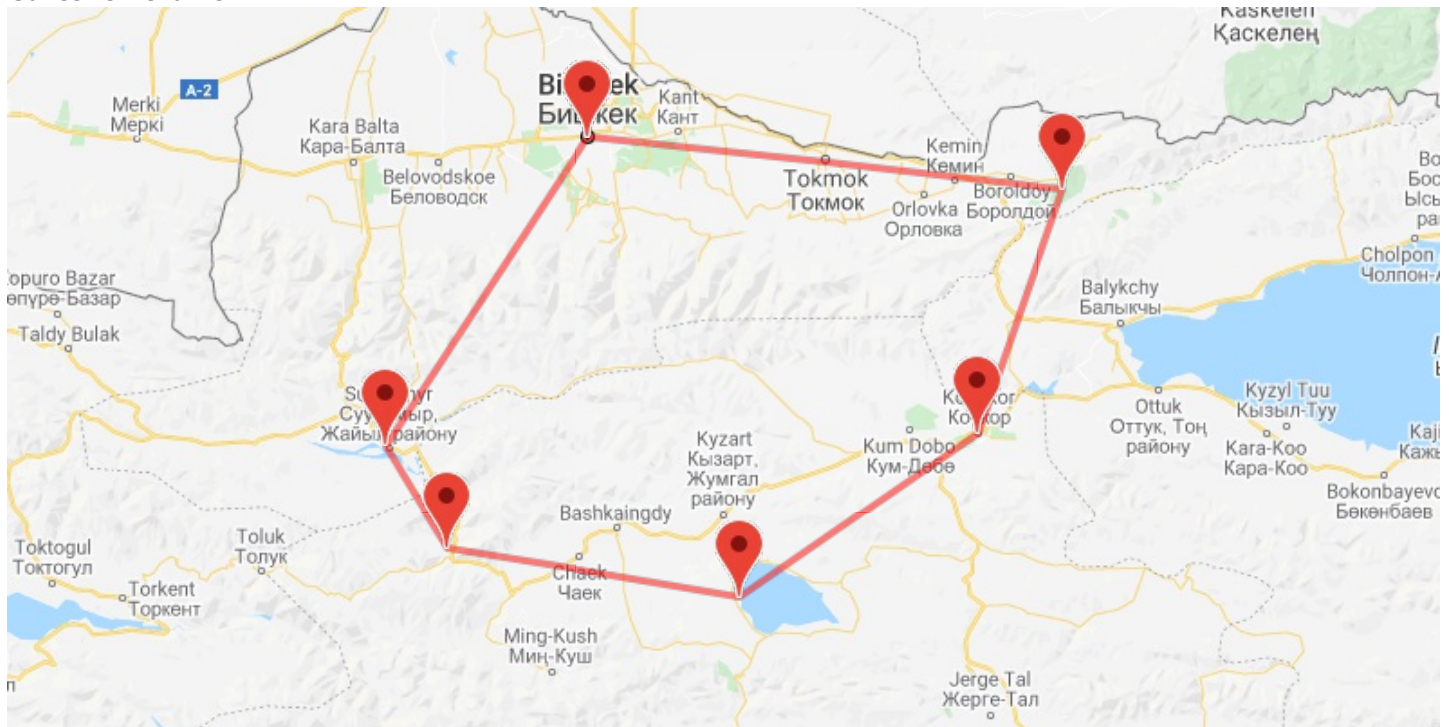 Kaskelen
Қаскелең
A-2
Merki
Меркі
Kara Balta
Кара-Балта
Belovodskoe
Беловодск
Kant
Кант
Tokmok
Токмок
Kemin
Кемин
Orlovka
Орловка
Boroldoy
Боролдой
Taldy Bulak
Balykchy
Балыкчы
Жайыл району
Kum Dobo
Кум-Дөбө
Kyzart
Кызарт,
Жумгал
району
Ottuk
Оттук, Тоң
району
Kyzyl Tuu
Кызыл-Туу
Kara-Koo
Кара-Коо
Bokonbayevo
Бөкөнбаев
Bashkaingdy
Chaek
Чаек
Toluk
Толук
Toktogul
Токтогул
Torkent
Торкент
Ming-Kush
Миң-Куш
Jerge Tal
Жерге-Тал